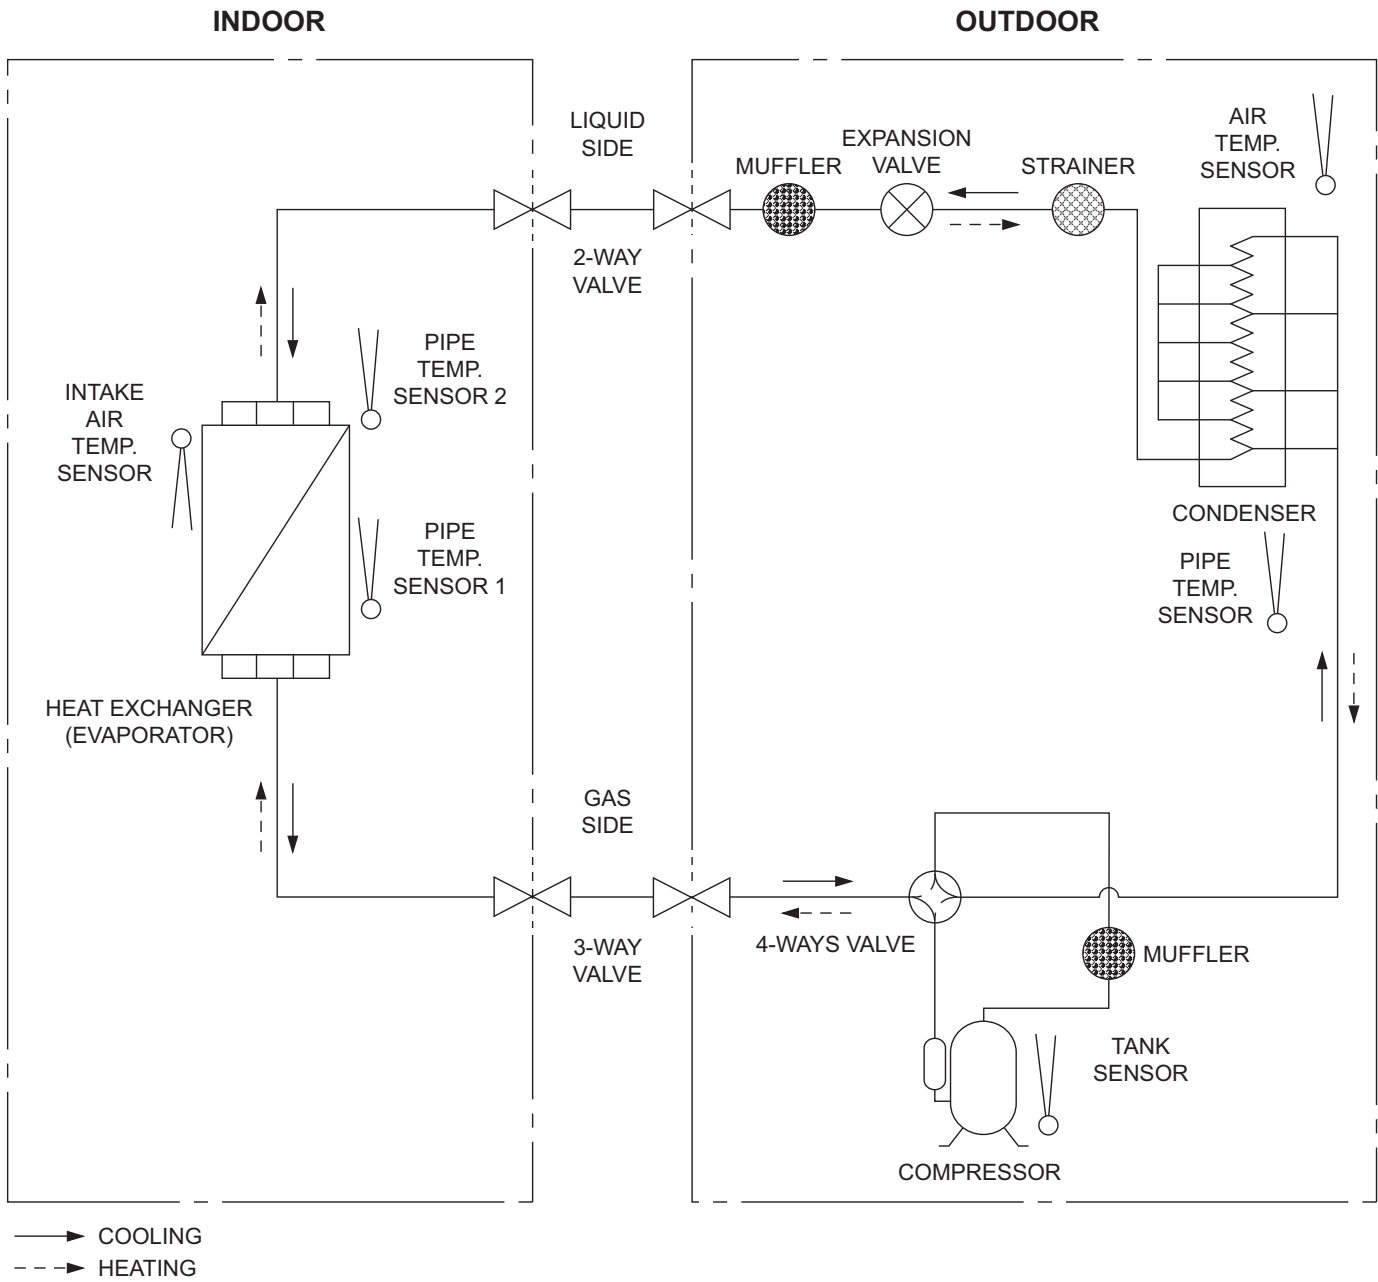 INDOOR
OUTDOOR
LIQUID
SIDE
2-WAY
VALVE
MUFFLER
EXPANSION
VALVE
STRAINER
AIR
TEMP.
SENSOR
PIPE
TEMP.
SENSOR 2
INTAKE
AIR
TEMP.
SENSOR
PIPE
TEMP.
SENSOR 1
CONDENSER
PIPE
TEMP.
SENSOR
HEAT EXCHANGER
(EVAPORATOR)
GAS
SIDE
3-WAY
VALVE
4-WAYS VALVE
MUFFLER
TANK
SENSOR
COMPRESSOR
COOLING
HEATING